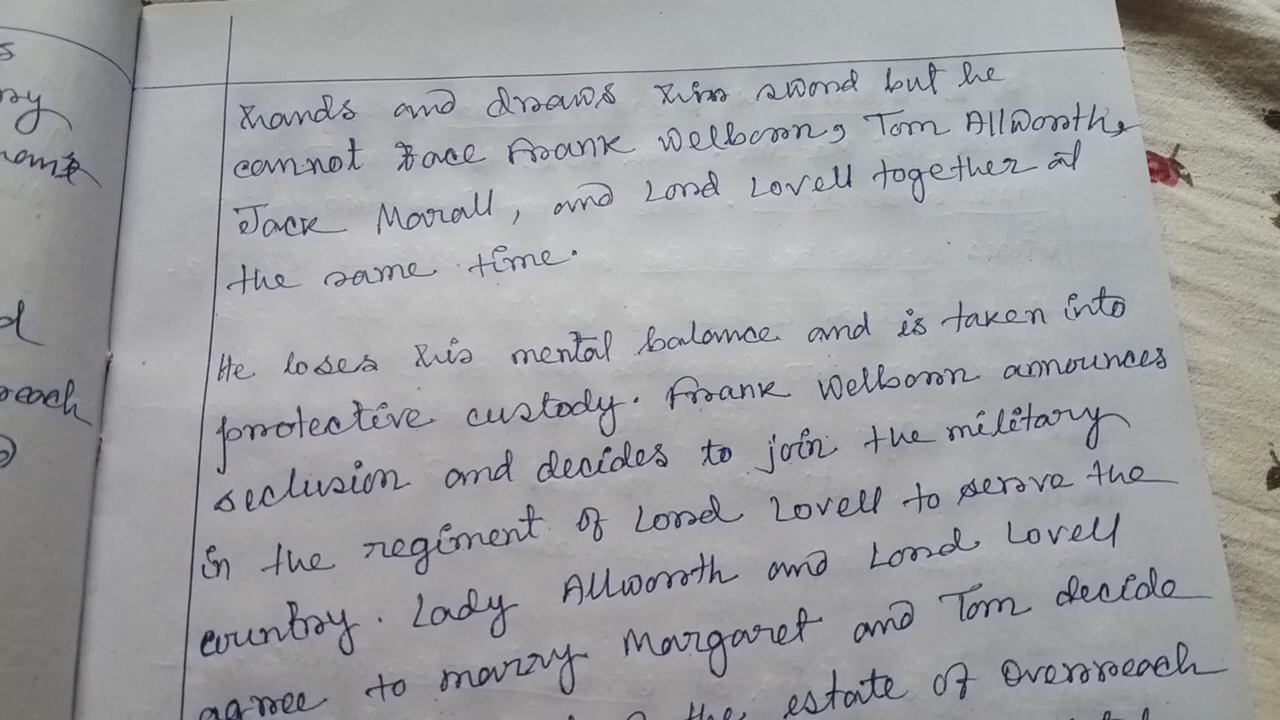 s
hands and draws his sword but he
cannot face Frank Welborn, Tom Allworth,
Jack Marall, and Lord Lovell together at
the same time.
He loses his mental balance and is taken into
protective custody. Frank Welborn announces
seclusion and decides to join the military
in the regiment of Lord Lovell to serve the
country. Lady Allworth and Lord Lovell
agree to marry Margaret and Tom decide
the estate of Overreach
d
reach